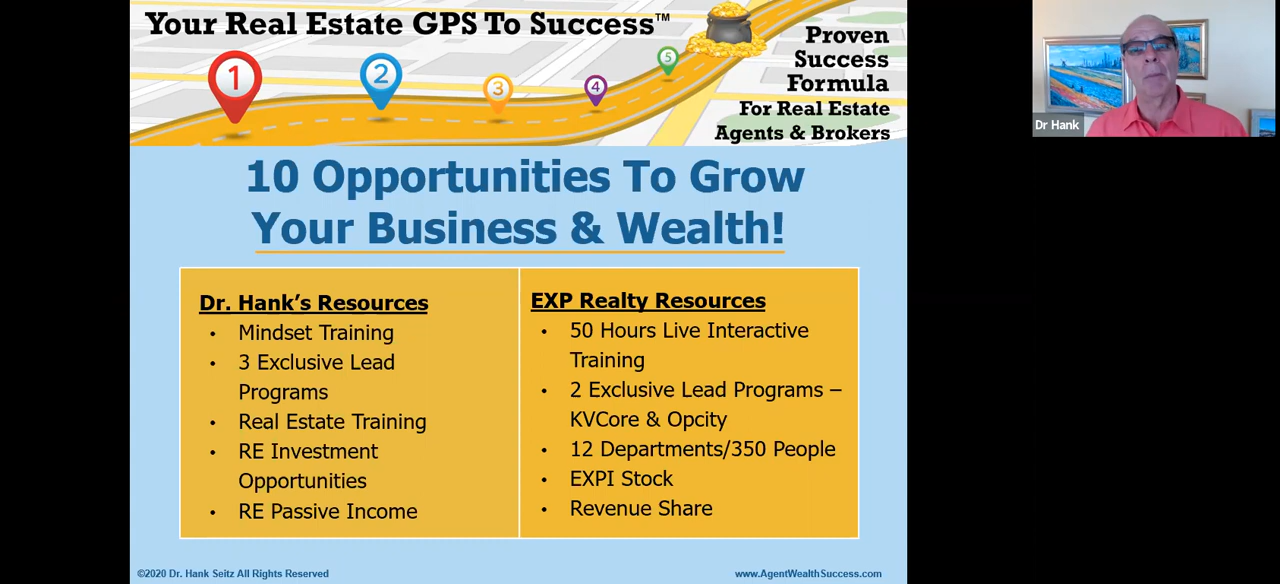 Your Real Estate GPS To Success™
Proven
Success
Formula
For Real Estate
Agents & Brokers
1
2
3
4
5
Dr Hank
10 Opportunities To Grow
Your Business & Wealth!
Dr. Hank's Resources
• Mindset Training
• 3 Exclusive Lead
Programs
• Real Estate Training
• RE Investment
Opportunities
• RE Passive Income
EXP Realty Resources
• 50 Hours Live Interactive
Training
• 2 Exclusive Lead Programs –
KVCore & Opcity
• 12 Departments/350 People
• EXPI Stock
• Revenue Share
©2020 Dr. Hank Seitz All Rights Reserved
www.AgentWealthSuccess.com